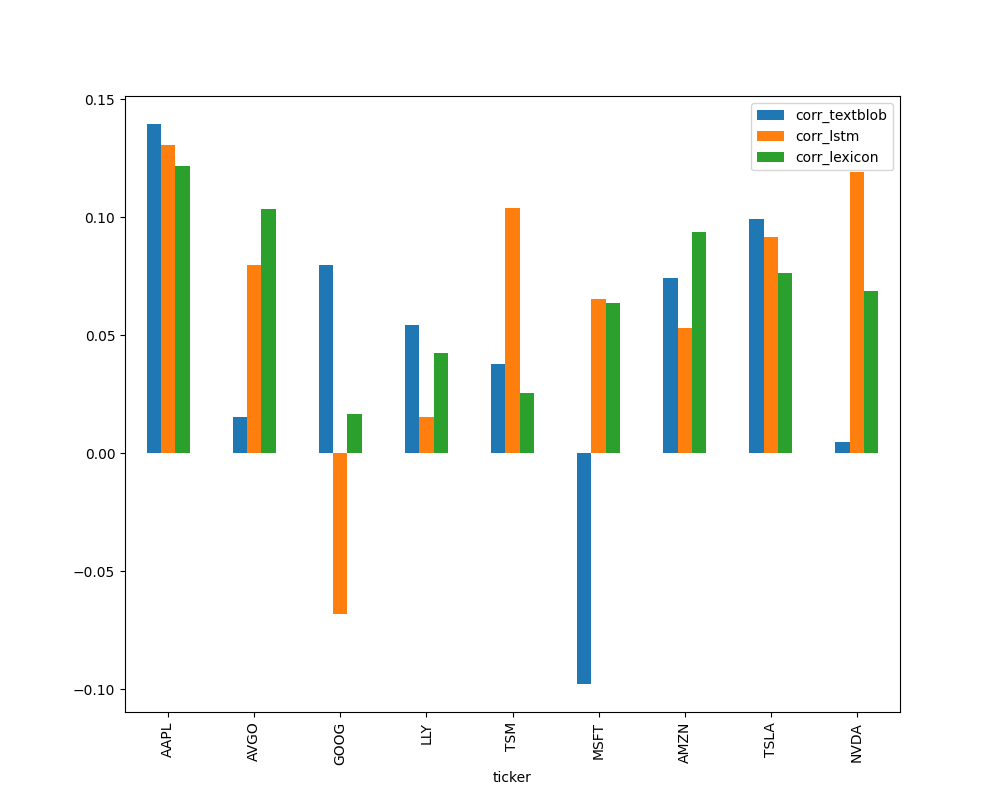 0.15
0.10
0.05
0.00
−0.05
−0.10
corr_textblob
corr_lstm
corr_lexicon
AAPL
AVGO
GOOG
LLY
TSM
MSFT
AMZN
TSLA
NVDA
ticker